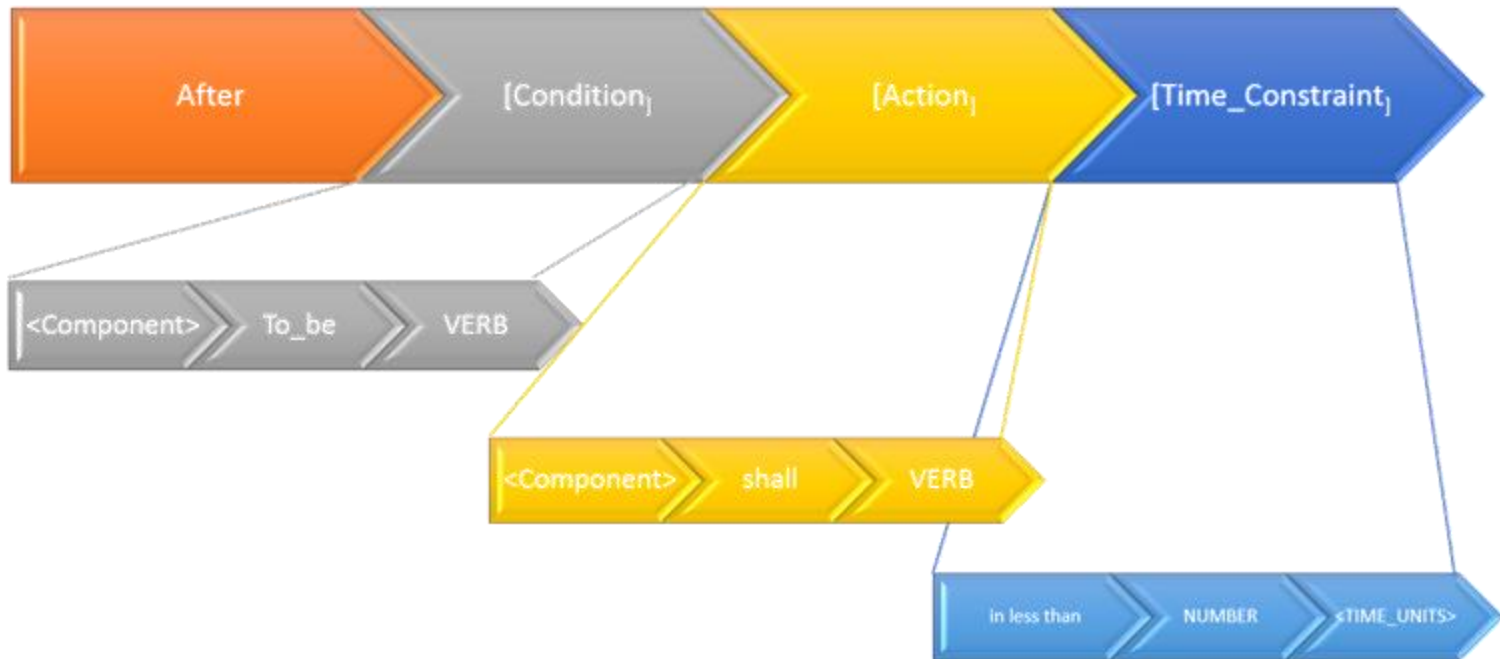 After [Condition] [Action] [Time_Constraint]
<Component> To_be VERB
<Component> shall VERB
in less than NUMBER <TIME_UNITS>